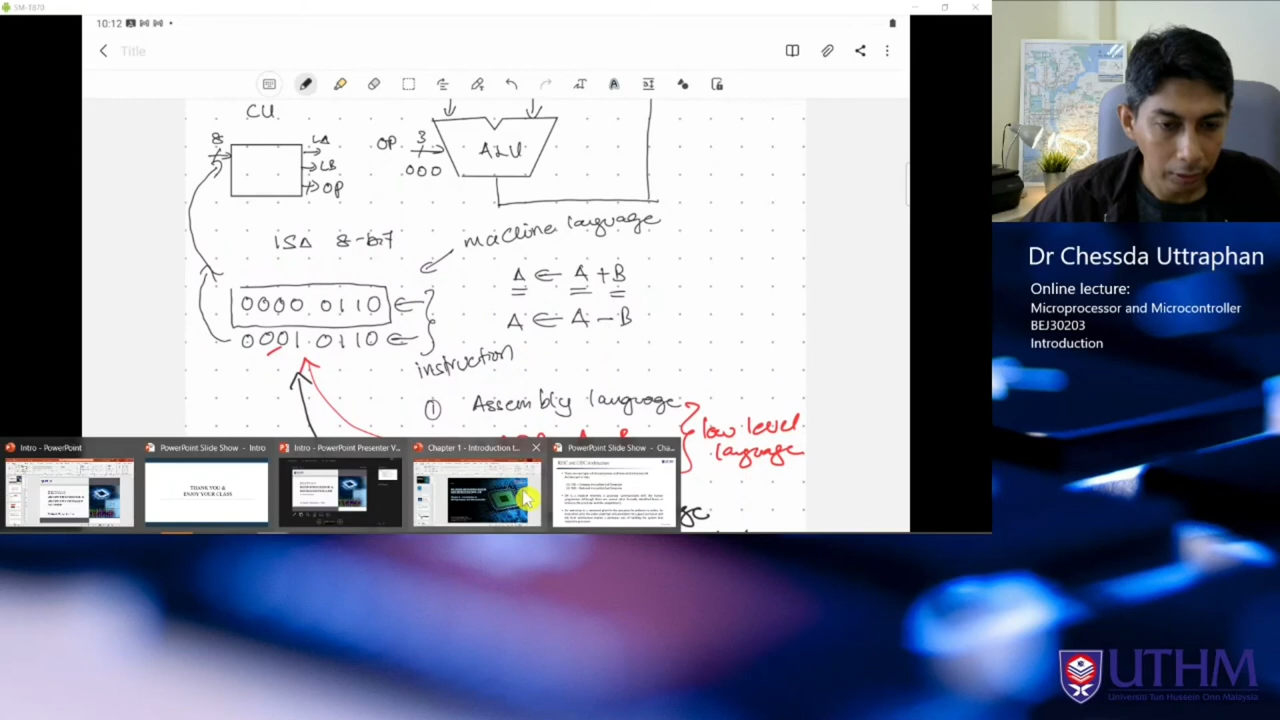 SM-T870
10:12
Title
CU
8
LA
LB
OP
OP 3
000
ALU
ISA 8-bit
machine language
0000 0110
0001 0110
A ← A + B
A ← A − B
instruction
① Assembly language
low level
language
Intro - PowerPoint
PowerPoint Slide Show - Intro
Intro - PowerPoint Presenter V...
Chapter 1 - Introduction t...
PowerPoint Slide Show - Cha...
THANK YOU &
ENJOY YOUR CLASS
Dr Chessda Uttraphan
Online lecture:
Microprocessor and Microcontroller
BEJ30203
Introduction
UTHM
Universiti Tun Hussein Onn Malaysia